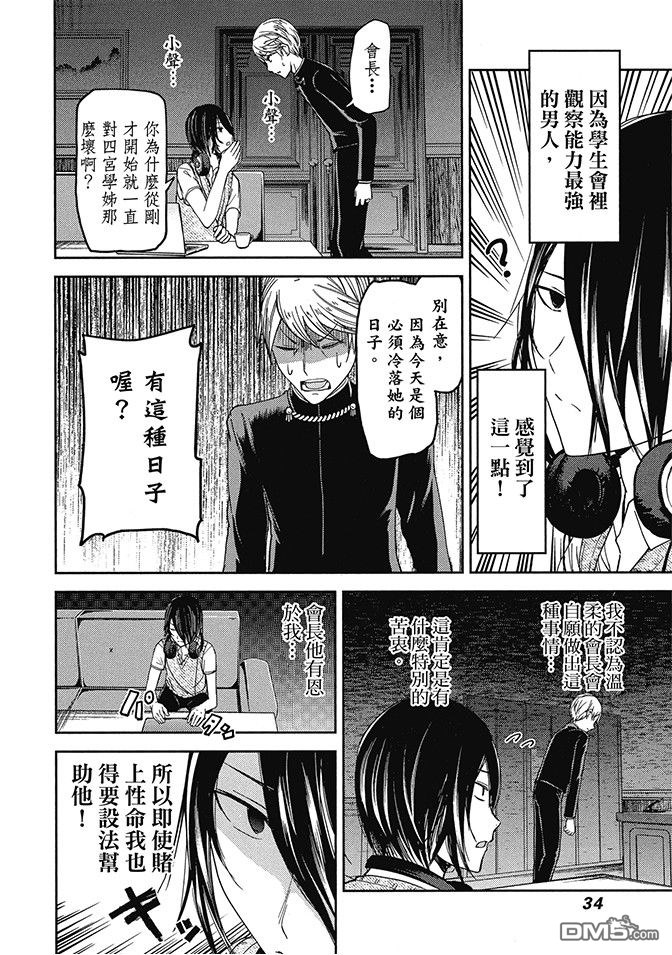 因為學生會裡
觀察能力最強
的男人，
?
感覺到了
這一點！
會長…
小聲…
小聲…
你為什麼從剛
才開始就一直
對四宮學姊那
麼壞啊？
別在意，
因為今天是個
必須冷落她的
日子。
有這種日子
喔？
我不認為溫
柔的會長會
自願做出這
種事情…
這肯定是有
什麼特別的
苦衷。
會長他有恩
於我…
所以即使賭
上性命我也
得要設法幫
助他！
34
DM5.com